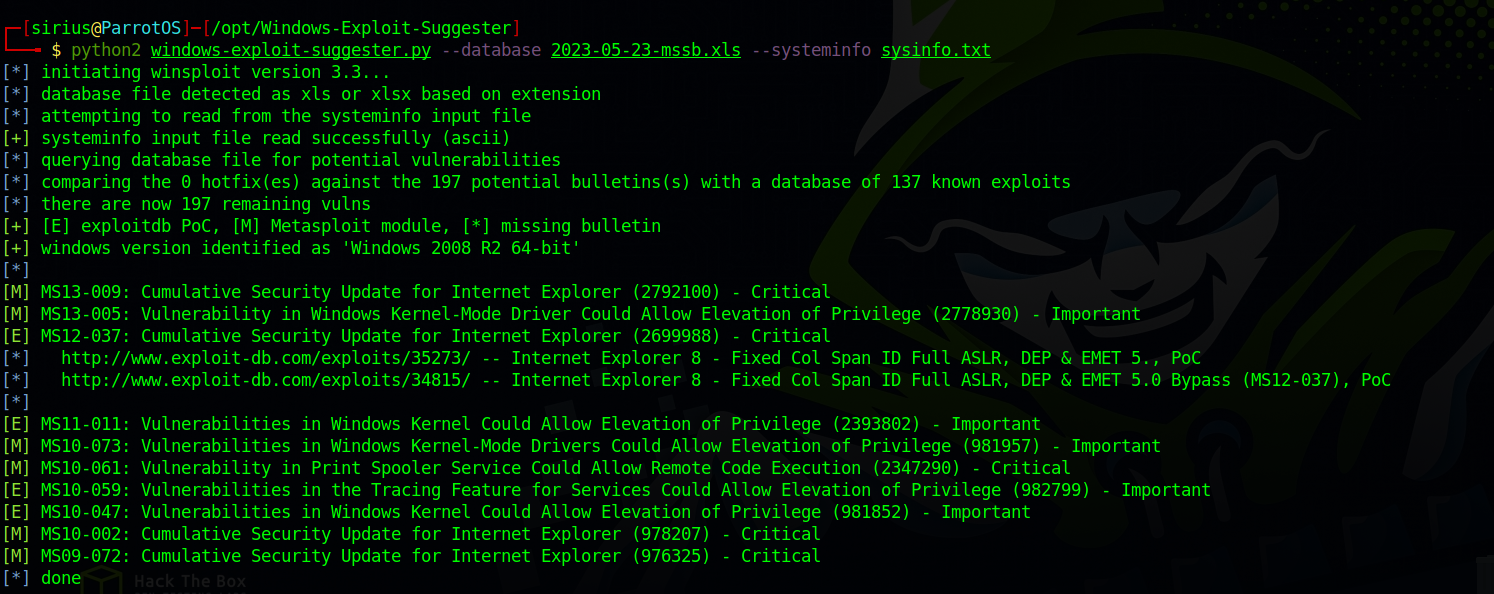 ┌─[sirius@ParrotOS]─[/opt/Windows-Exploit-Suggester]
└──╼ $ python2 windows-exploit-suggester.py --database 2023-05-23-mssb.xls --systeminfo sysinfo.txt
[*] initiating winsploit version 3.3...
[*] database file detected as xls or xlsx based on extension
[*] attempting to read from the systeminfo input file
[+] systeminfo input file read successfully (ascii)
[*] querying database file for potential vulnerabilities
[*] comparing the 0 hotfix(es) against the 197 potential bulletins(s) with a database of 137 known exploits
[*] there are now 197 remaining vulns
[+] [E] exploitdb PoC, [M] Metasploit module, [*] missing bulletin
[+] windows version identified as 'Windows 2008 R2 64-bit'
[*]
[M] MS13-009: Cumulative Security Update for Internet Explorer (2792100) - Critical
[M] MS13-005: Vulnerability in Windows Kernel-Mode Driver Could Allow Elevation of Privilege (2778930) - Important
[E] MS12-037: Cumulative Security Update for Internet Explorer (2699988) - Critical
[*]   http://www.exploit-db.com/exploits/35273/ -- Internet Explorer 8 - Fixed Col Span ID Full ASLR, DEP & EMET 5., PoC
[*]   http://www.exploit-db.com/exploits/34815/ -- Internet Explorer 8 - Fixed Col Span ID Full ASLR, DEP & EMET 5.0 Bypass (MS12-037), PoC
[*]
[E] MS11-011: Vulnerabilities in Windows Kernel Could Allow Elevation of Privilege (2393802) - Important
[M] MS10-073: Vulnerabilities in Windows Kernel-Mode Drivers Could Allow Elevation of Privilege (981957) - Important
[M] MS10-061: Vulnerability in Print Spooler Service Could Allow Remote Code Execution (2347290) - Critical
[E] MS10-059: Vulnerabilities in the Tracing Feature for Services Could Allow Elevation of Privilege (982799) - Important
[E] MS10-047: Vulnerabilities in Windows Kernel Could Allow Elevation of Privilege (981852) - Important
[M] MS10-002: Cumulative Security Update for Internet Explorer (978207) - Critical
[M] MS09-072: Cumulative Security Update for Internet Explorer (976325) - Critical
[*] done
Hack The Box